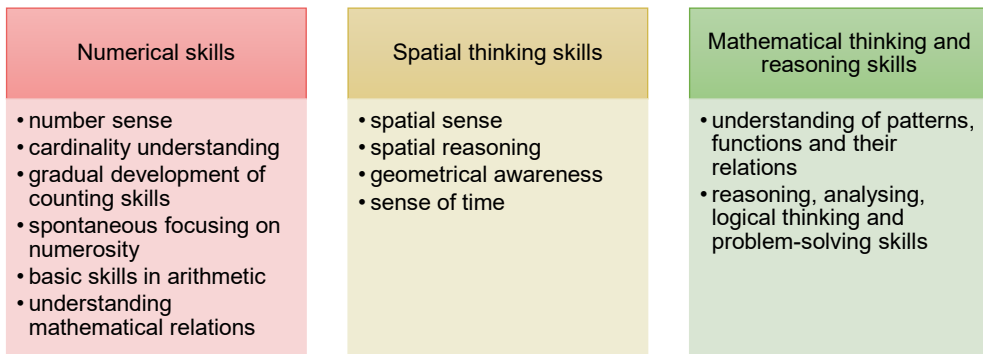 Numerical skills
• number sense
• cardinality understanding
• gradual development of
counting skills
• spontaneous focusing on
numerosity
• basic skills in arithmetic
• understanding
mathematical relations
Spatial thinking skills
• spatial sense
• spatial reasoning
• geometrical awareness
• sense of time
Mathematical thinking and
reasoning skills
• understanding of patterns,
functions and their
relations
• reasoning, analysing,
logical thinking and
problem-solving skills